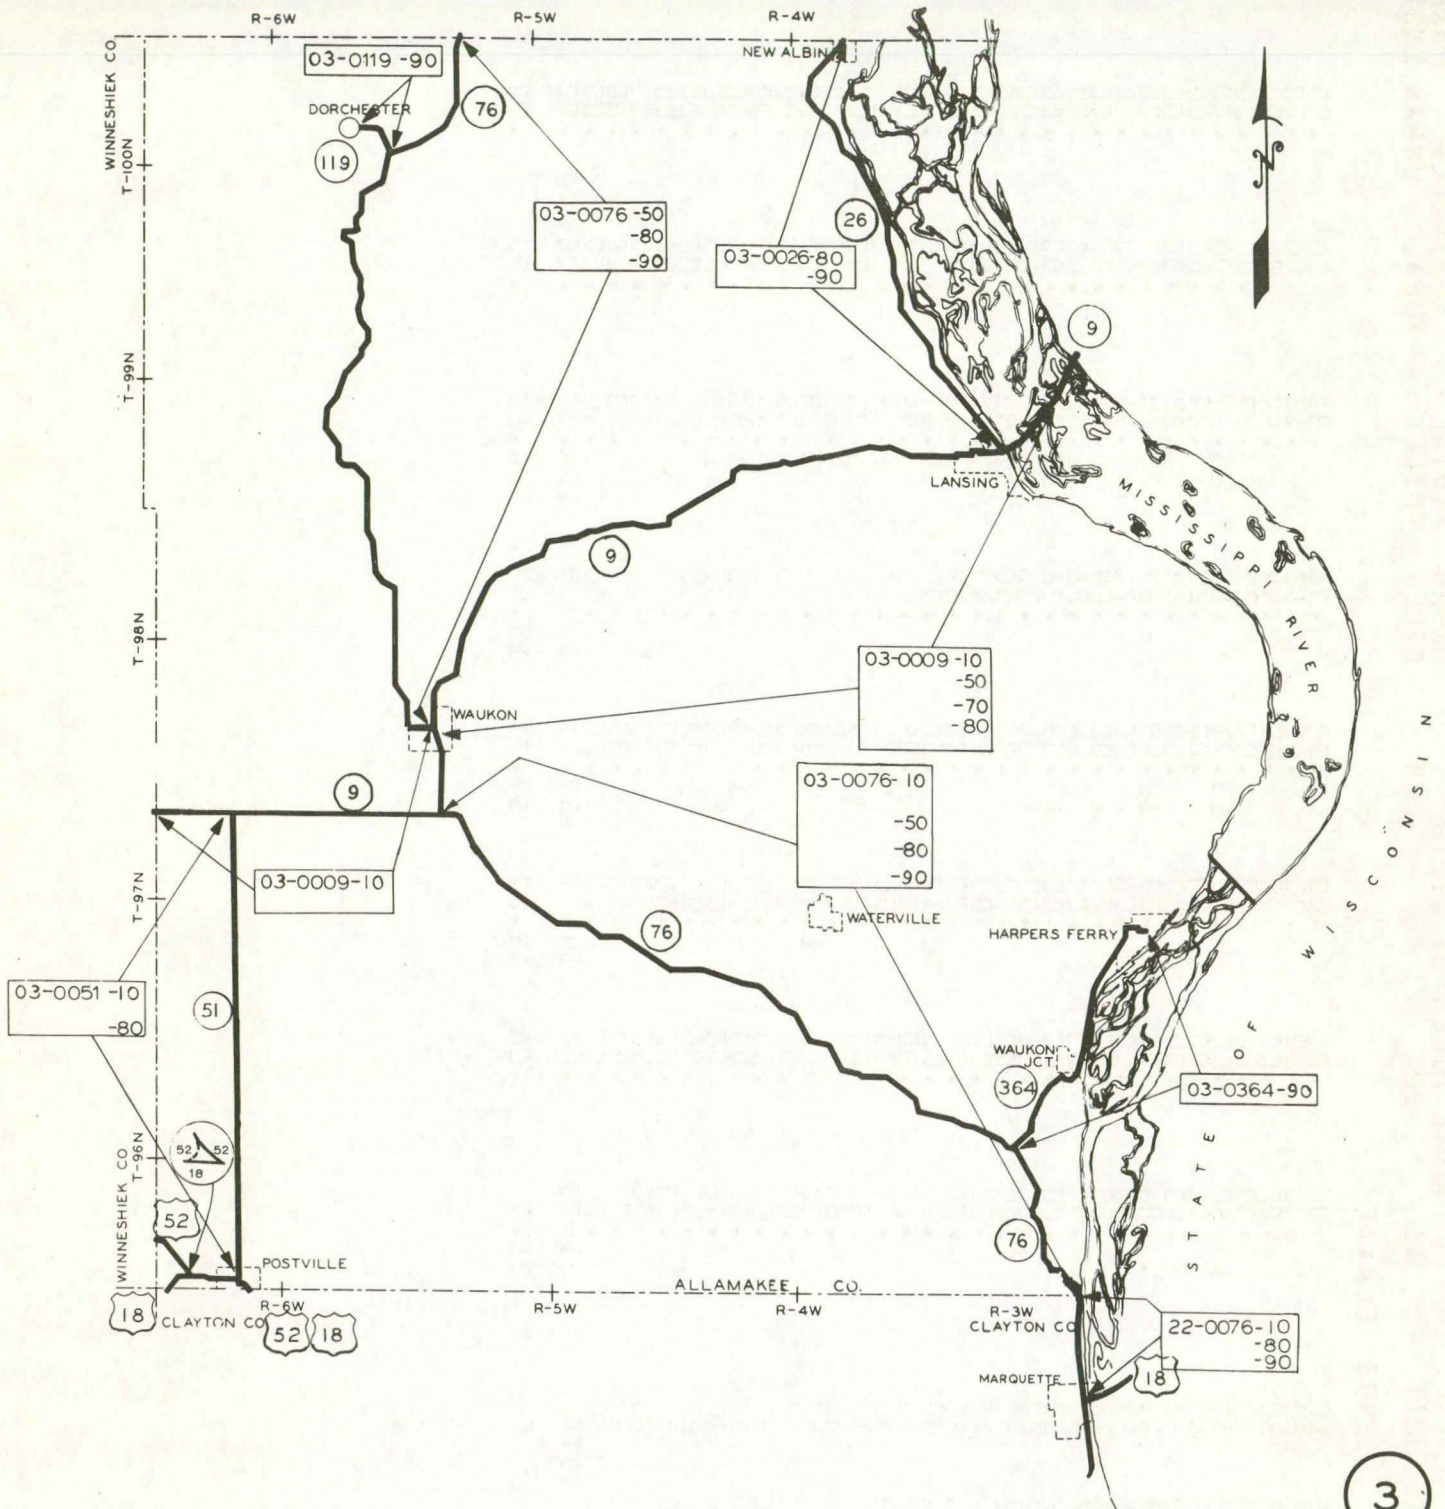 R-6W
R-5W
R-4W
WINNESHIEK CO
T-100N
03-0119-90
DORCHESTER
119
76
NEW ALBIN
03-0076-50
-80
-90
26
03-0026-80
-90
N
9
T-99N
LANSING
MISSISSIPPI RIVER
9
T-98N
WAUKON
03-0009-10
-50
-70
-80
03-0076-10
-50
-80
-90
9
03-0009-10
T-97N
WATERVILLE
76
HARPERS FERRY
STATE OF WISCONSIN
03-0051-10
-80
51
WAUKON
JCT
364
03-0364-90
T-96N
WINNESHIEK CO
52 52
18
52
76
POSTVILLE
ALLAMAKEE CO.
R-6W
R-5W
R-4W
R-3W
18
CLAYTON CO
52
18
CLAYTON CO
22-0076-10
-80
-90
MARQUETTE
18
3